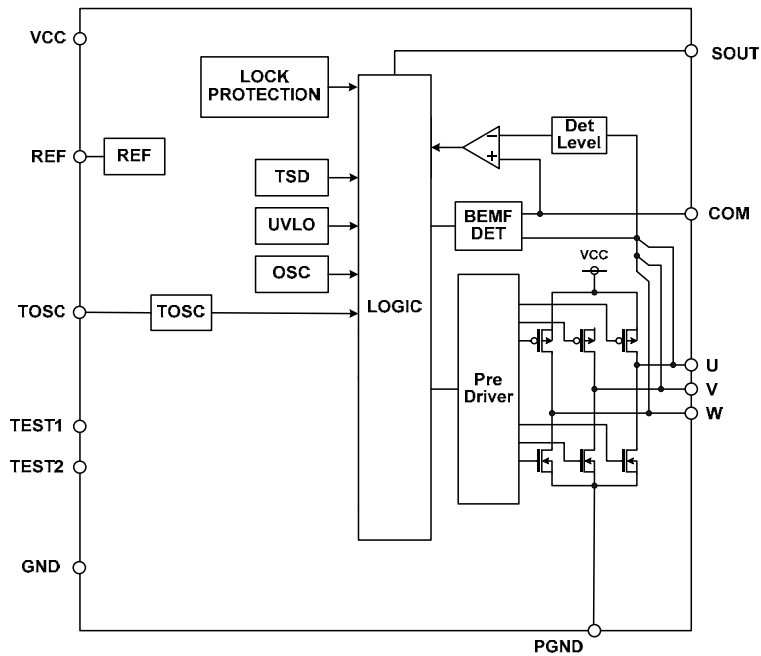 VCC
SOUT
LOCK
PROTECTION
Det
Level
−
+
REF
REF
TSD
COM
BEMF
DET
UVLO
VCC
OSC
LOGIC
TOSC
TOSC
Pre
Driver
U
V
W
TEST1
TEST2
GND
PGND